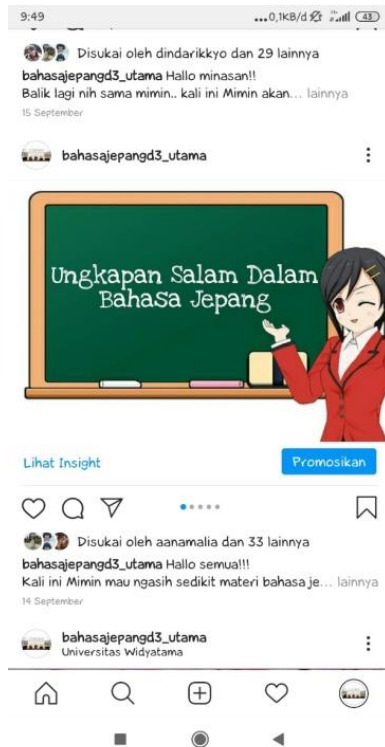 9:49
...0,1KB/d 43
Disukai oleh dindarikkyo dan 29 lainnya
bahasajepangd3_utama Hallo minasan!!
Balik lagi nih sama mimin.. kali ini Mimin akan... lainnya
15 September
bahasajepangd3_utama
Ungkapan Salam Dalam
Bahasa Jepang
Lihat Insight
Promosikan
Disukai oleh aanamalia dan 33 lainnya
bahasajepangd3_utama Hallo semua!!!
Kali ini Mimin mau ngasih sedikit materi bahasa je... lainnya
14 September
bahasajepangd3_utama
Universitas Widyatama